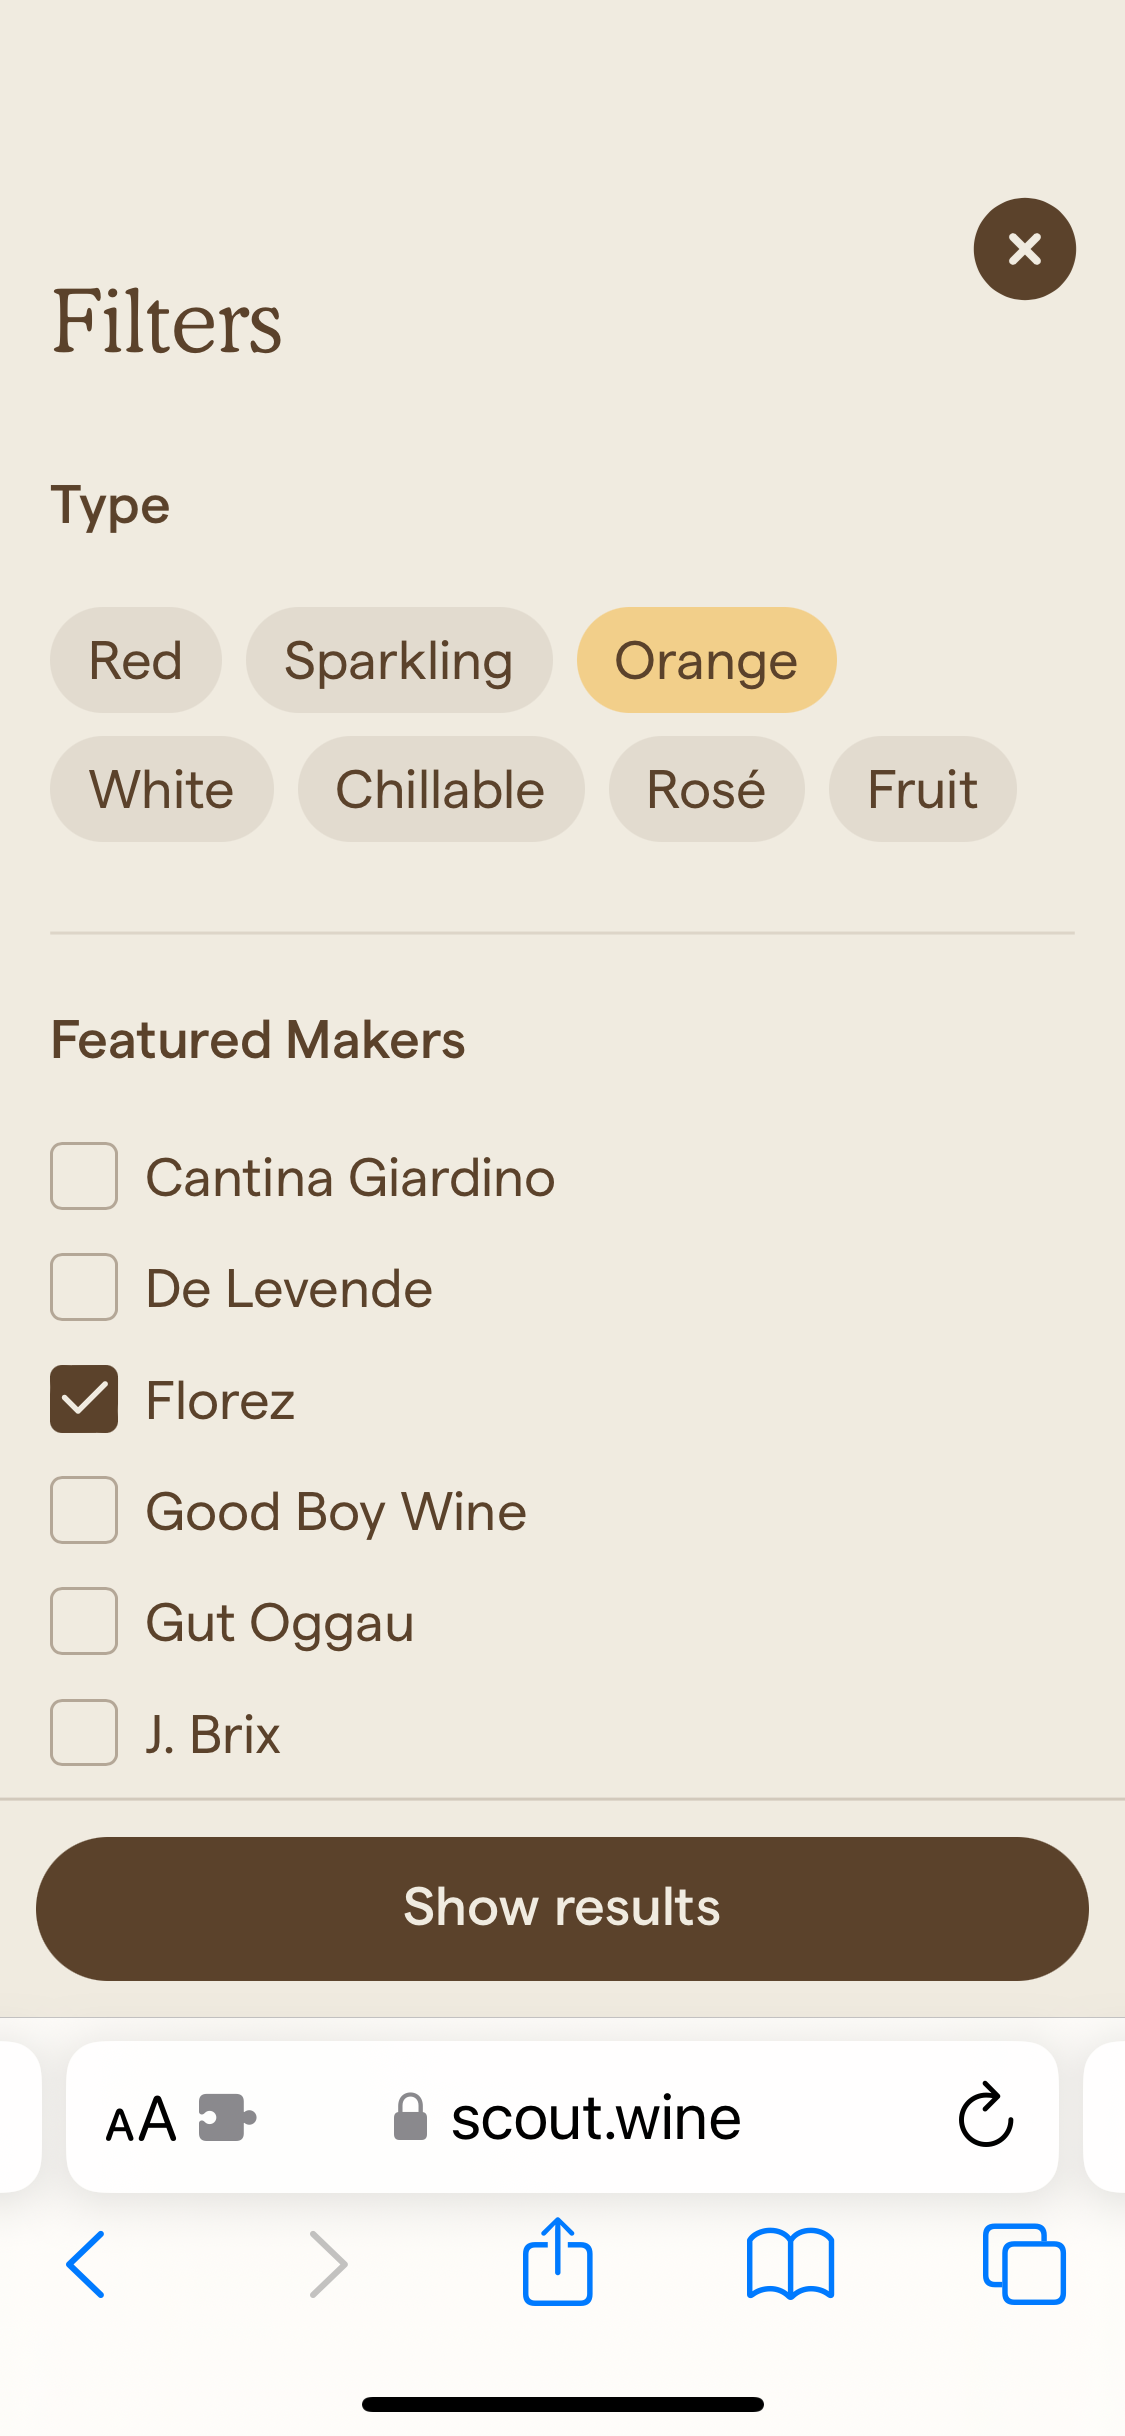 Filters
Type
Red Sparkling Orange
White Chillable Rosé Fruit
Featured Makers
Cantina Giardino
De Levende
Florez
Good Boy Wine
Gut Oggau
J. Brix
Show results
AA scout.wine